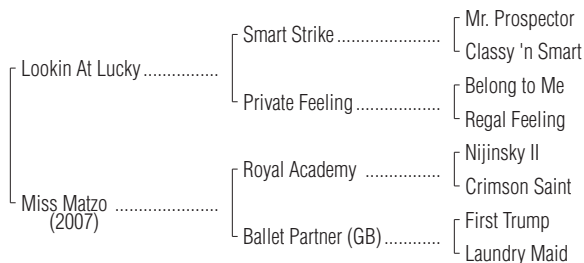 Mr. Prospector
Smart Strike ....................
Classy 'n Smart
Lookin At Lucky ...............
Belong to Me
Private Feeling ...................
Regal Feeling
Nijinsky II
Royal Academy ...............
Crimson Saint
Miss Matzo ....................
(2007)
First Trump
Ballet Partner (GB) ............
Laundry Maid